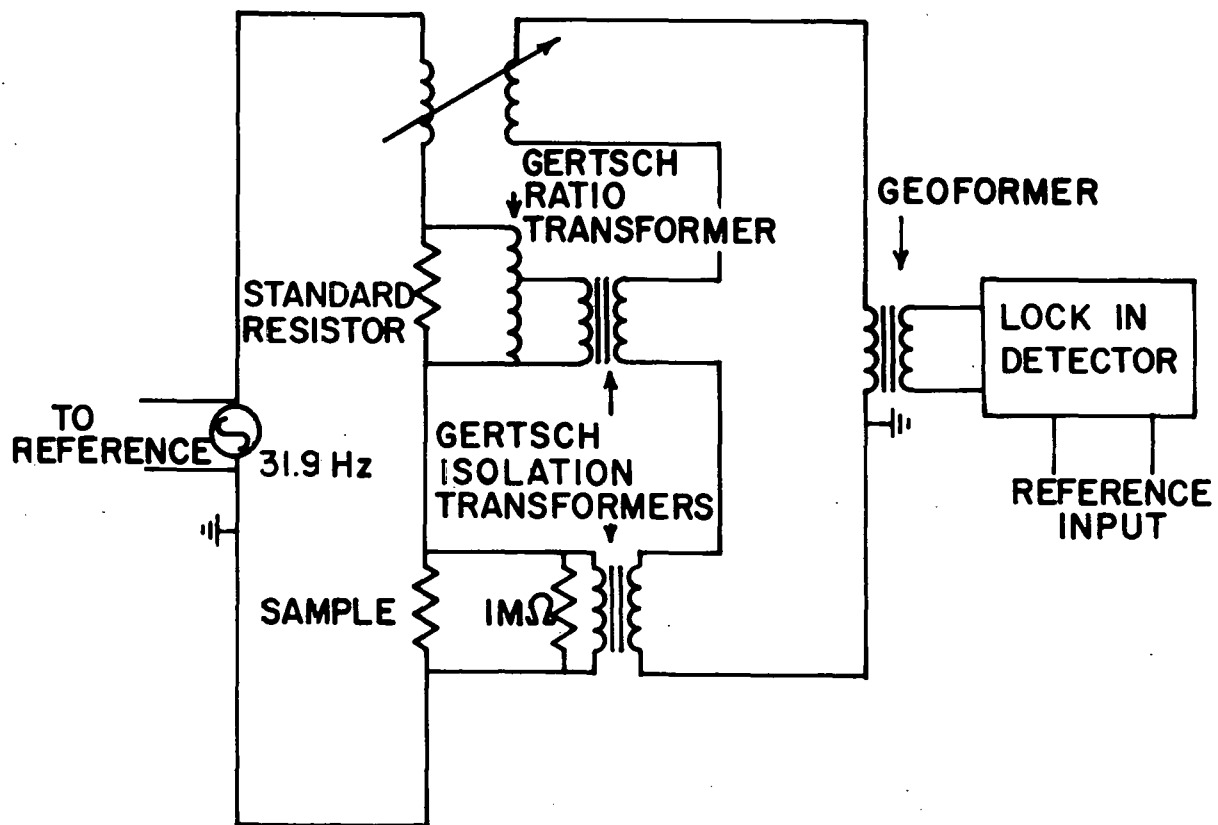 GERTSCH
RATIO
TRANSFORMER
GEOFORMER
STANDARD
RESISTOR
LOCK IN
DETECTOR
TO
REFERENCE
31.9 Hz
GERTSCH
ISOLATION
TRANSFORMERS
REFERENCE
INPUT
SAMPLE
1MΩ